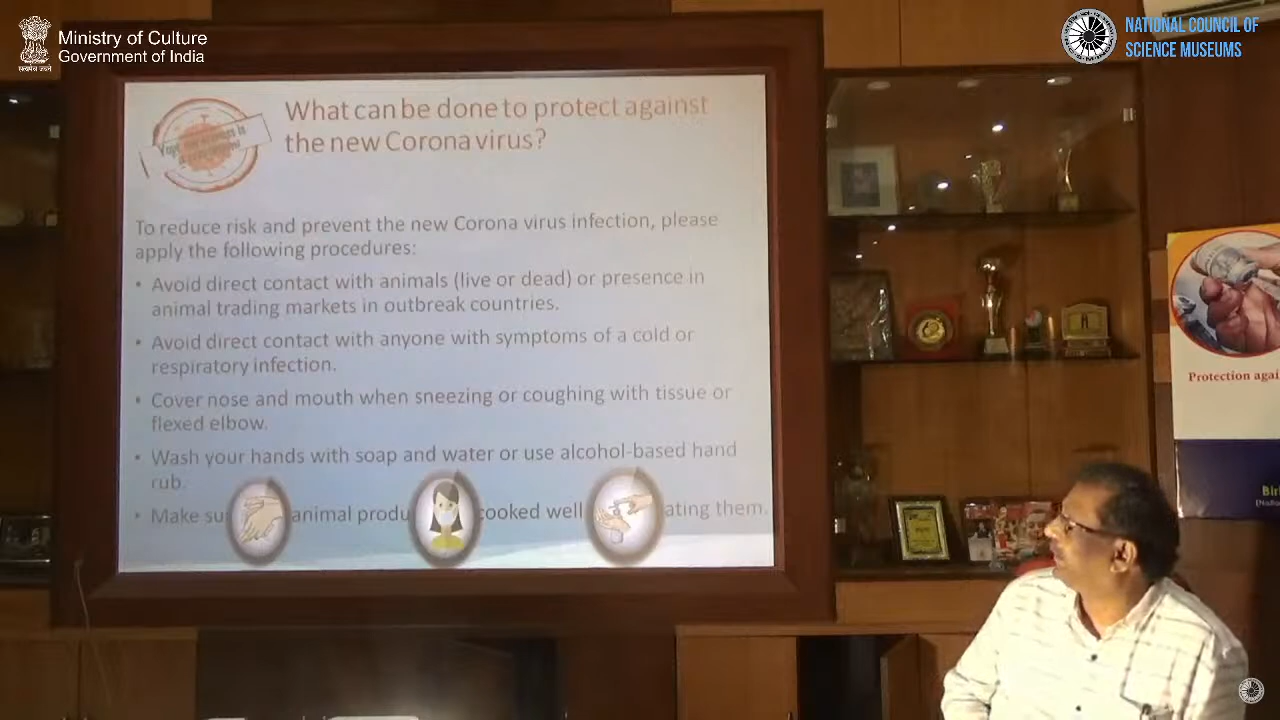 Ministry of Culture
Government of India
सत्यमेव जयते
NATIONAL COUNCIL OF
SCIENCE MUSEUMS
What can be done to protect against
the new Corona virus?
To reduce risk and prevent the new Corona virus infection, please
apply the following procedures:
• Avoid direct contact with animals (live or dead) or presence in
animal trading markets in outbreak countries.
• Avoid direct contact with anyone with symptoms of a cold or
respiratory infection.
• Cover nose and mouth when sneezing or coughing with tissue or
flexed elbow.
• Wash your hands with soap and water or use alcohol-based hand
rub.
• Make su animal produ cooked well ating them.
Protection agai
Birl